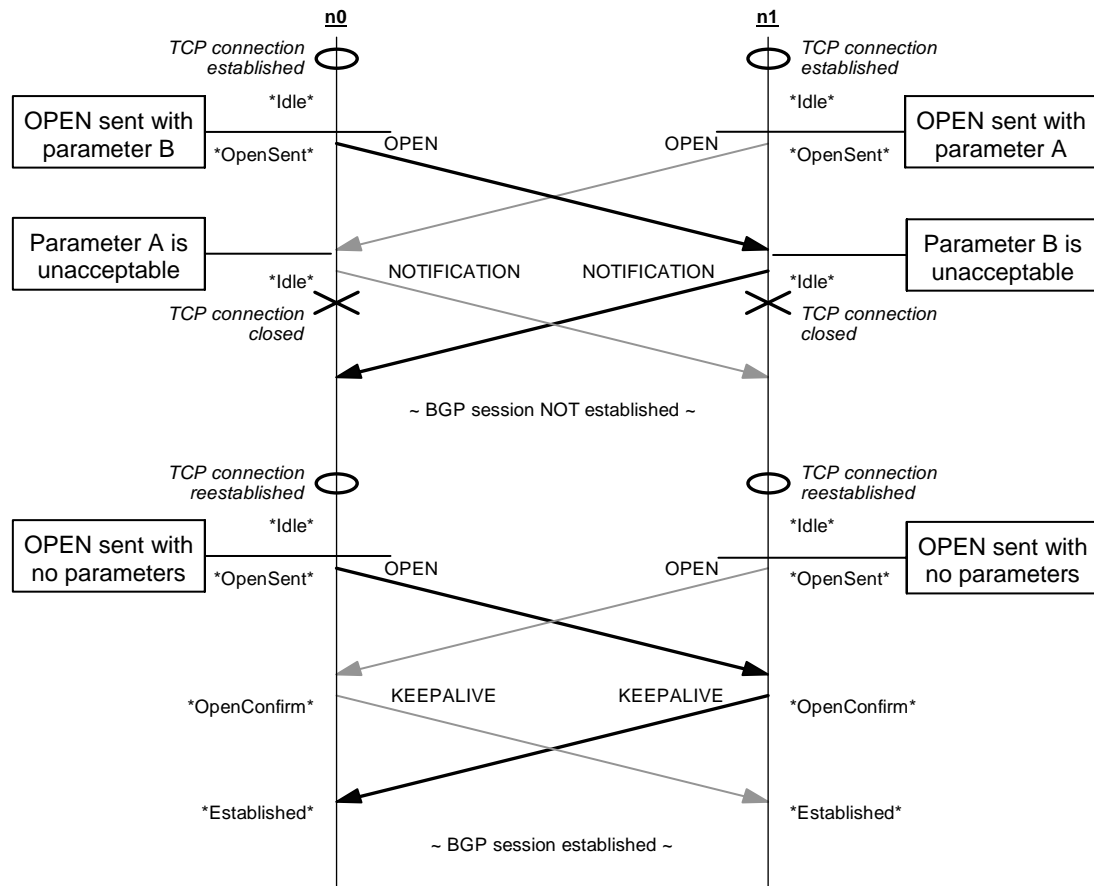 n0
n1
TCP connection
established
TCP connection
established
*Idle*
*Idle*
OPEN sent with
parameter B
OPEN sent with
parameter A
OPEN
OPEN
*OpenSent*
*OpenSent*
Parameter A is
unacceptable
Parameter B is
unacceptable
NOTIFICATION
NOTIFICATION
*Idle*
*Idle*
TCP connection
closed
TCP connection
closed
~ BGP session NOT established ~
TCP connection
reestablished
TCP connection
reestablished
*Idle*
*Idle*
OPEN sent with
no parameters
OPEN sent with
no parameters
OPEN
OPEN
*OpenSent*
*OpenSent*
KEEPALIVE
KEEPALIVE
*OpenConfirm*
*OpenConfirm*
*Established*
*Established*
~ BGP session established ~